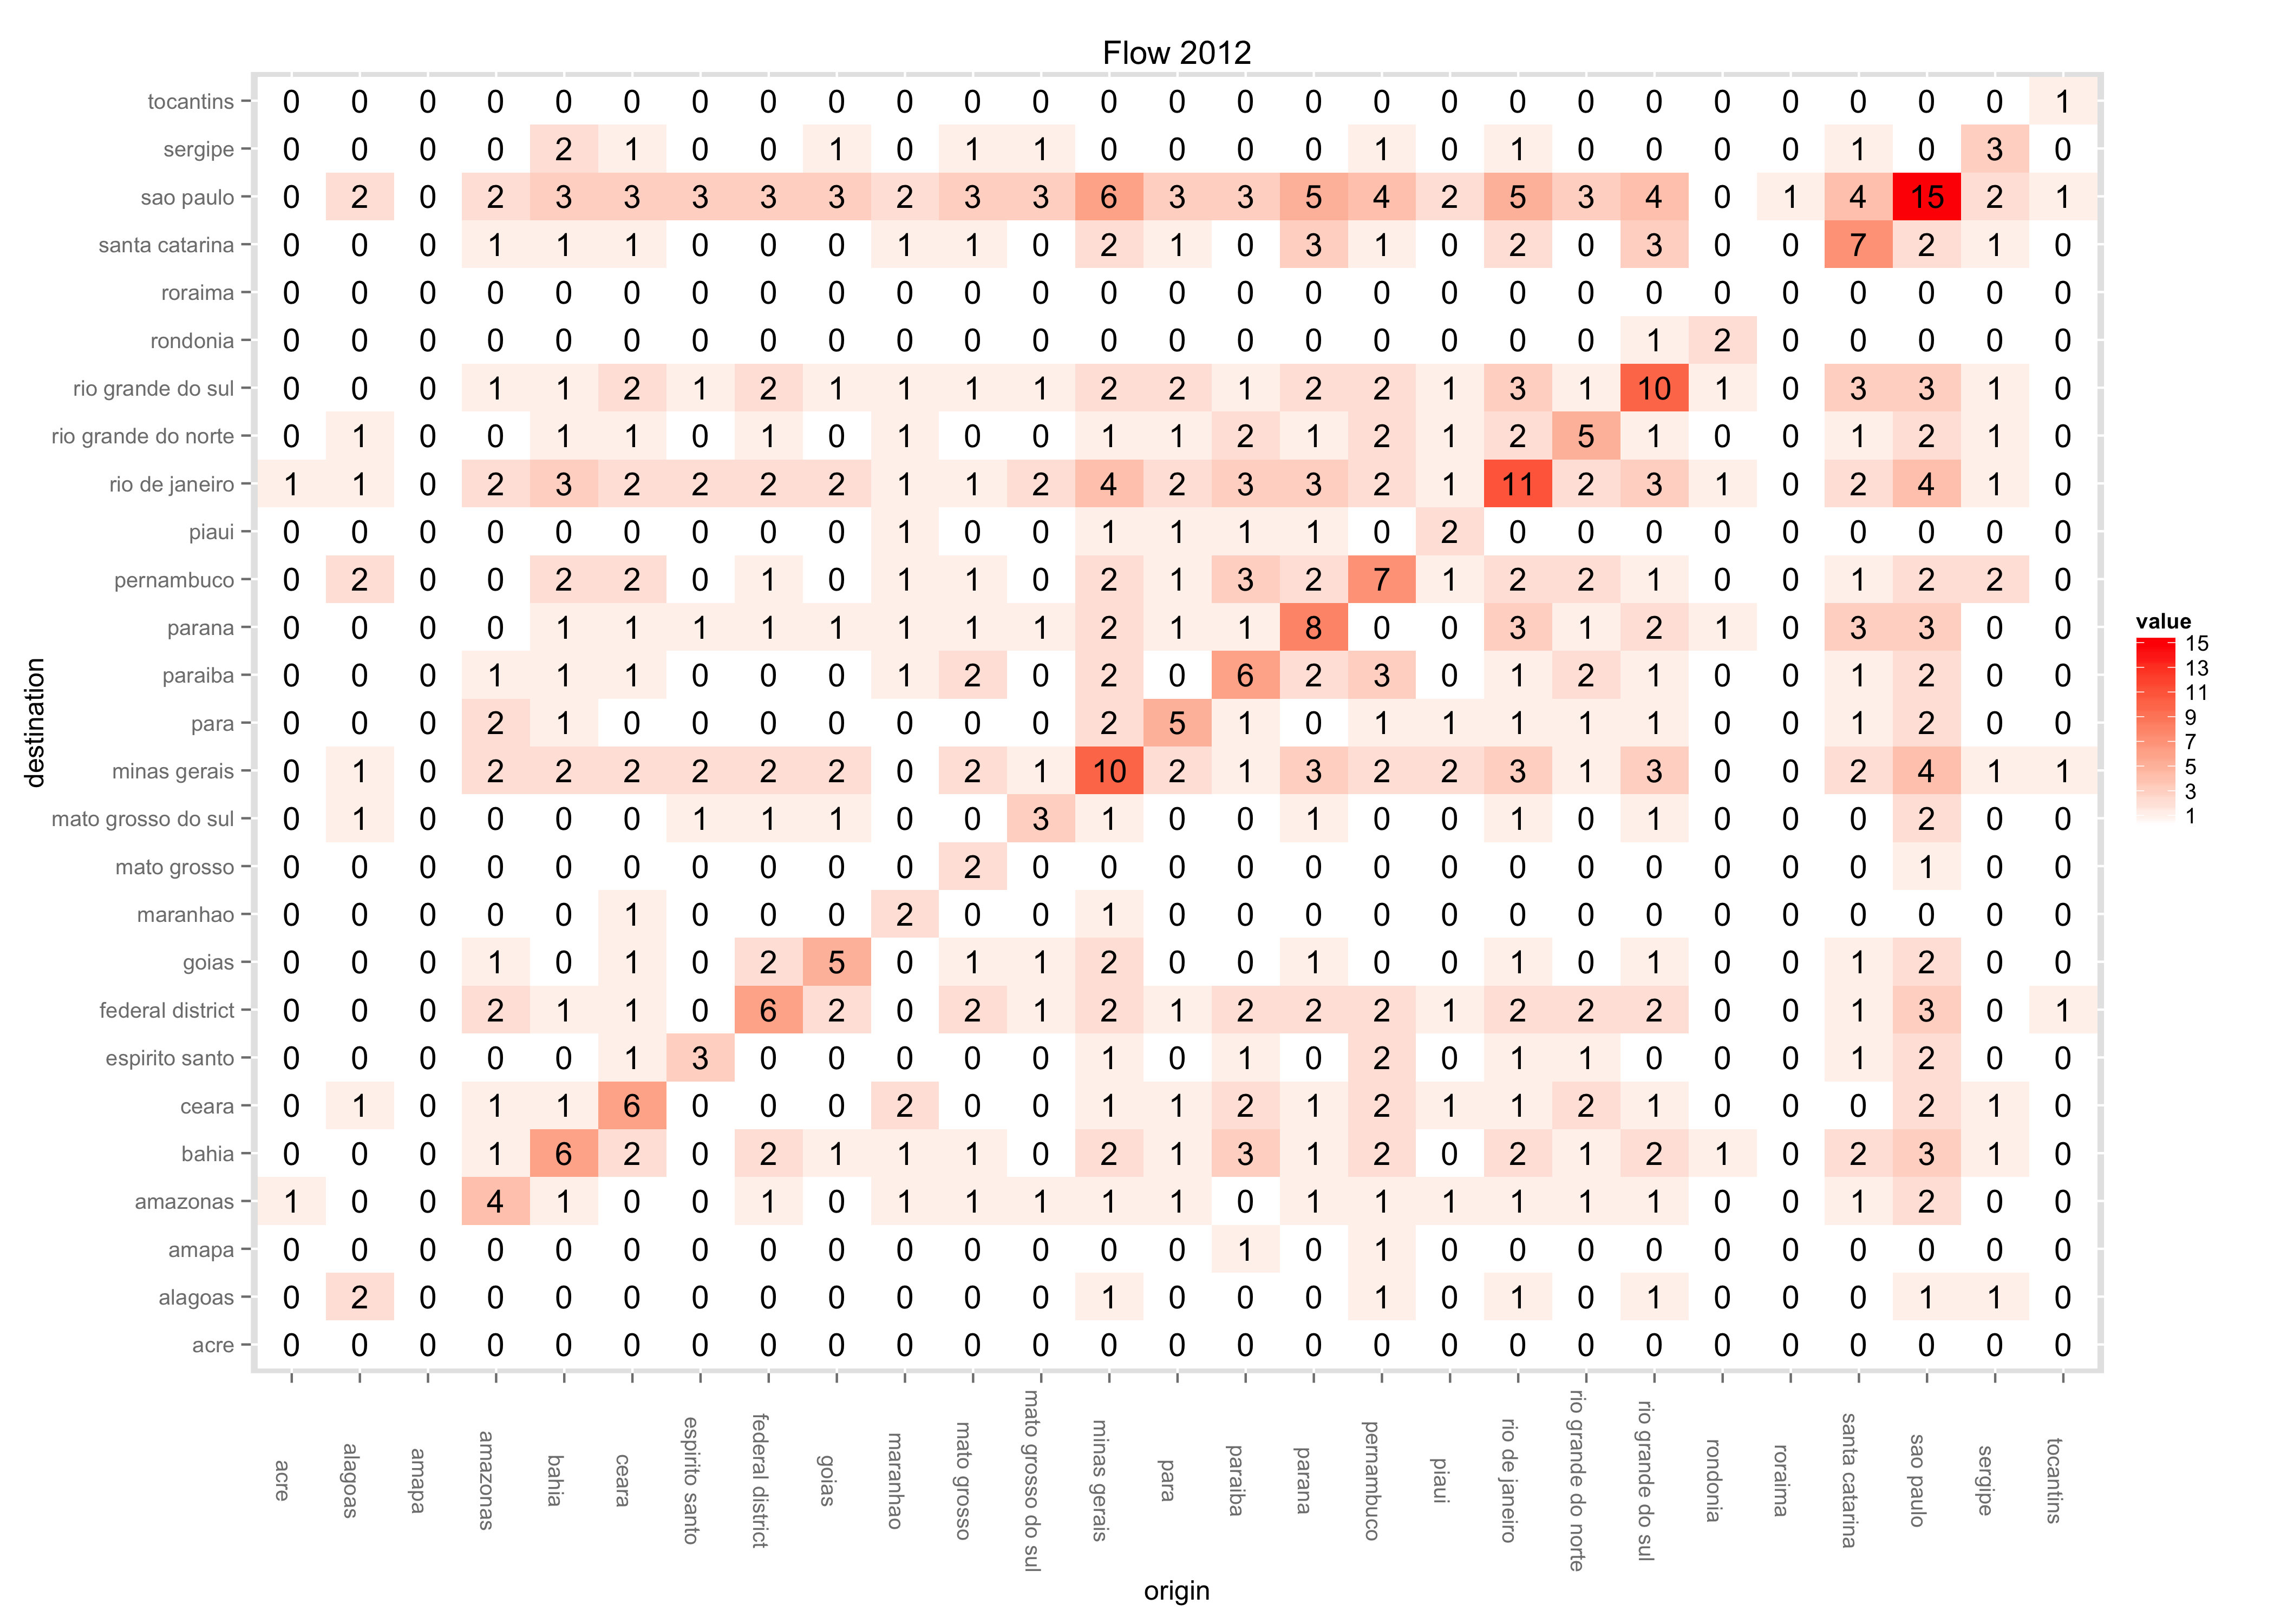 Flow 2012
tocantins 0 0 0 0 0 0 0 0 0 0 0 0 0 0 0 0 0 0 0 0 0 0 0 0 0 0 1
sergipe 0 0 0 0 2 1 0 0 1 0 1 1 0 0 0 0 1 0 1 0 0 0 0 1 0 3 0
sao paulo 0 2 0 2 3 3 3 3 3 2 3 3 6 3 3 5 4 2 5 3 4 0 1 4 15 2 1
santa catarina 0 0 0 1 1 1 0 0 0 1 1 0 2 1 0 3 1 0 2 0 3 0 0 7 2 1 0
roraima 0 0 0 0 0 0 0 0 0 0 0 0 0 0 0 0 0 0 0 0 0 0 0 0 0 0 0
rondonia 0 0 0 0 0 0 0 0 0 0 0 0 0 0 0 0 0 0 0 0 1 2 0 0 0 0 0
rio grande do sul 0 0 0 1 1 2 1 2 1 1 1 1 2 2 1 2 2 1 3 1 10 1 0 3 3 1 0
rio grande do norte 0 1 0 0 1 1 0 1 0 1 0 0 1 1 2 1 2 1 2 5 1 0 0 1 2 1 0
rio de janeiro 1 1 0 2 3 2 2 2 2 1 1 2 4 2 3 3 2 1 11 2 3 1 0 2 4 1 0
piaui 0 0 0 0 0 0 0 0 0 1 0 0 1 1 1 1 0 2 0 0 0 0 0 0 0 0 0
pernambuco 0 2 0 0 2 2 0 1 0 1 1 0 2 1 3 2 7 1 2 2 1 0 0 1 2 2 0
parana 0 0 0 0 1 1 1 1 1 1 1 1 2 1 1 8 0 0 3 1 2 1 0 3 3 0 0
paraiba 0 0 0 1 1 1 0 0 0 1 2 0 2 0 6 2 3 0 1 2 1 0 0 1 2 0 0
para 0 0 0 2 1 0 0 0 0 0 0 0 2 5 1 0 1 1 1 1 1 0 0 1 2 0 0
minas gerais 0 1 0 2 2 2 2 2 2 0 2 1 10 2 1 3 2 2 3 1 3 0 0 2 4 1 1
mato grosso do sul 0 1 0 0 0 0 1 1 1 0 0 3 1 0 0 1 0 0 1 0 1 0 0 0 2 0 0
mato grosso 0 0 0 0 0 0 0 0 0 0 2 0 0 0 0 0 0 0 0 0 0 0 0 0 1 0 0
maranhao 0 0 0 0 0 1 0 0 0 2 0 0 1 0 0 0 0 0 0 0 0 0 0 0 0 0 0
goias 0 0 0 1 0 1 0 2 5 0 1 1 2 0 0 1 0 0 1 0 1 0 0 1 2 0 0
federal district 0 0 0 2 1 1 0 6 2 0 2 1 2 1 2 2 2 1 2 2 2 0 0 1 3 0 1
espirito santo 0 0 0 0 0 1 3 0 0 0 0 0 1 0 1 0 2 0 1 1 0 0 0 1 2 0 0
ceara 0 1 0 1 1 6 0 0 0 2 0 0 1 1 2 1 2 1 1 2 1 0 0 0 2 1 0
bahia 0 0 0 1 6 2 0 2 1 1 1 0 2 1 3 1 2 0 2 1 2 1 0 2 3 1 0
amazonas 1 0 0 4 1 0 0 1 0 1 1 1 1 1 0 1 1 1 1 1 1 0 0 1 2 0 0
amapa 0 0 0 0 0 0 0 0 0 0 0 0 0 0 1 0 1 0 0 0 0 0 0 0 0 0 0
alagoas 0 2 0 0 0 0 0 0 0 0 0 0 1 0 0 0 1 0 1 0 1 0 0 0 1 1 0
acre 0 0 0 0 0 0 0 0 0 0 0 0 0 0 0 0 0 0 0 0 0 0 0 0 0 0 0
destination
acre
alagoas
amapa
amazonas
bahia
ceara
espirito santo
federal district
goias
maranhao
mato grosso
mato grosso do sul
minas gerais
para
paraiba
parana
pernambuco
piaui
rio de janeiro
rio grande do norte
rio grande do sul
rondonia
roraima
santa catarina
sao paulo
sergipe
tocantins
origin
value
15
13
11
9
7
5
3
1